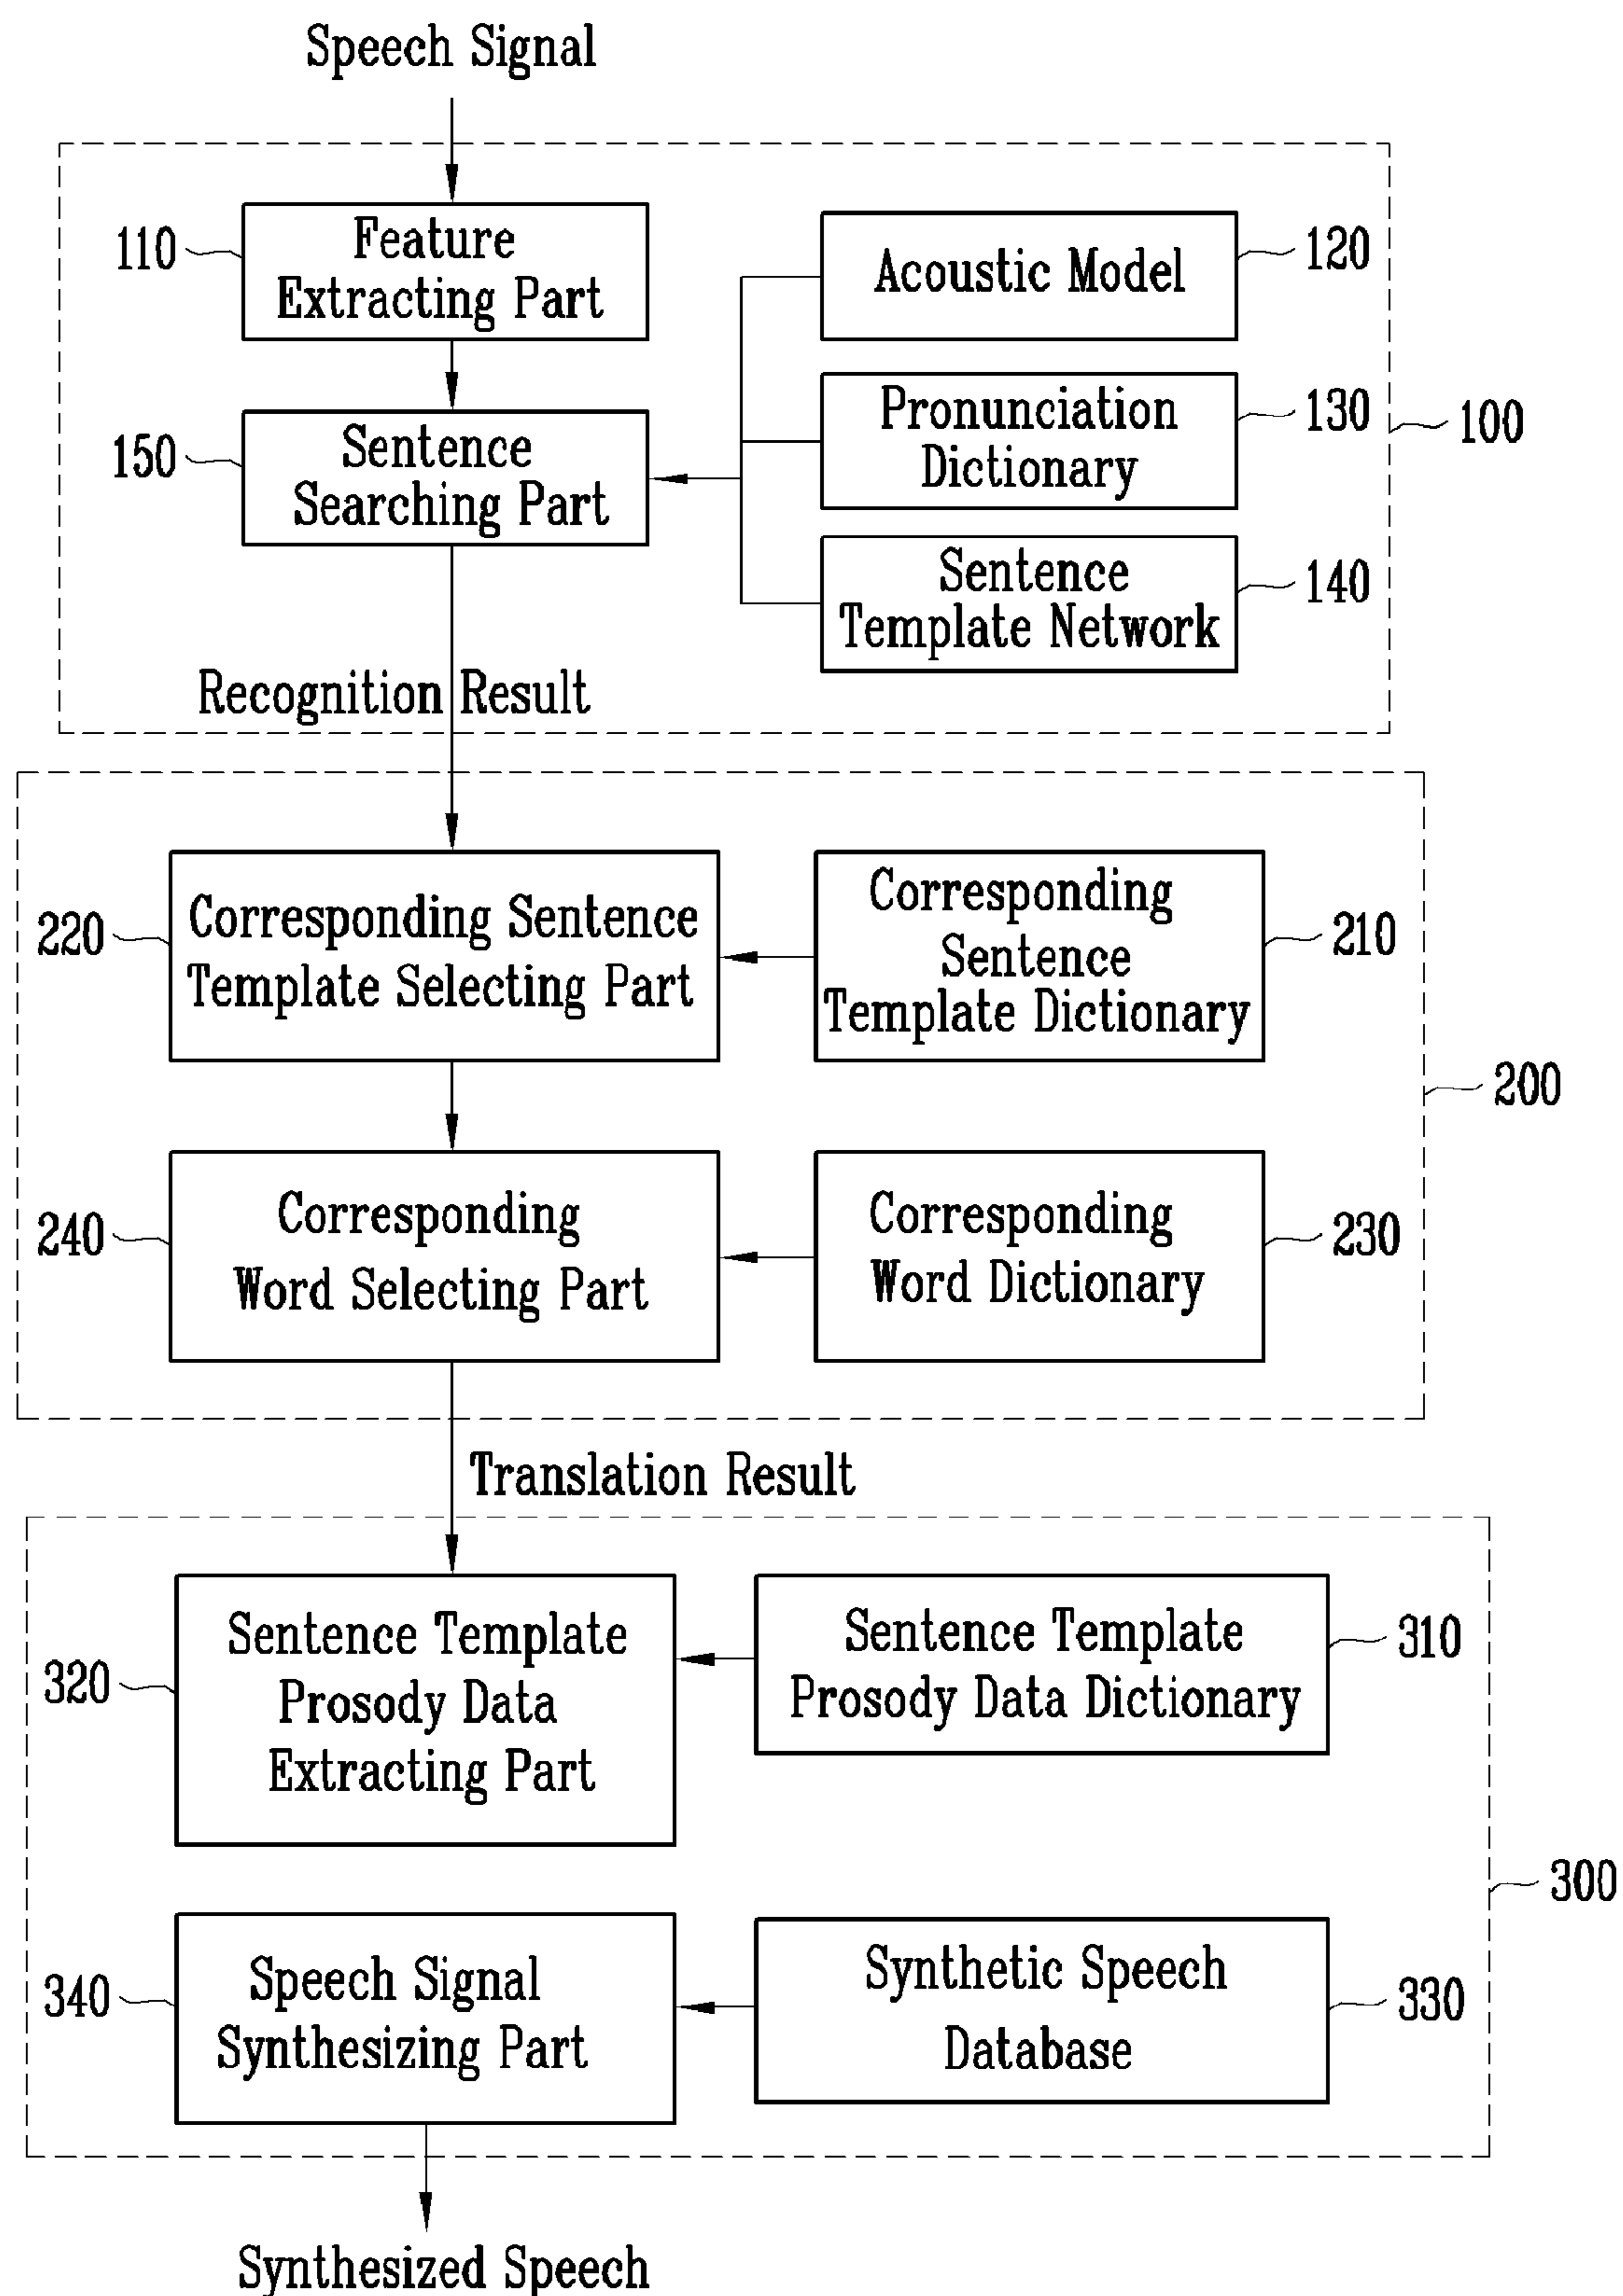 Speech Signal
110
Feature
Extracting Part
Acoustic Model
120
150
Sentence
Searching Part
Pronunciation
Dictionary
130
100
Sentence
Template Network
140
Recognition Result
220
Corresponding Sentence
Template Selecting Part
Corresponding
Sentence
Template Dictionary
210
200
240
Corresponding
Word Selecting Part
Corresponding
Word Dictionary
230
Translation Result
320
Sentence Template
Prosody Data
Extracting Part
Sentence Template
Prosody Data Dictionary
310
300
340
Speech Signal
Synthesizing Part
Synthetic Speech
Database
330
Synthesized Speech